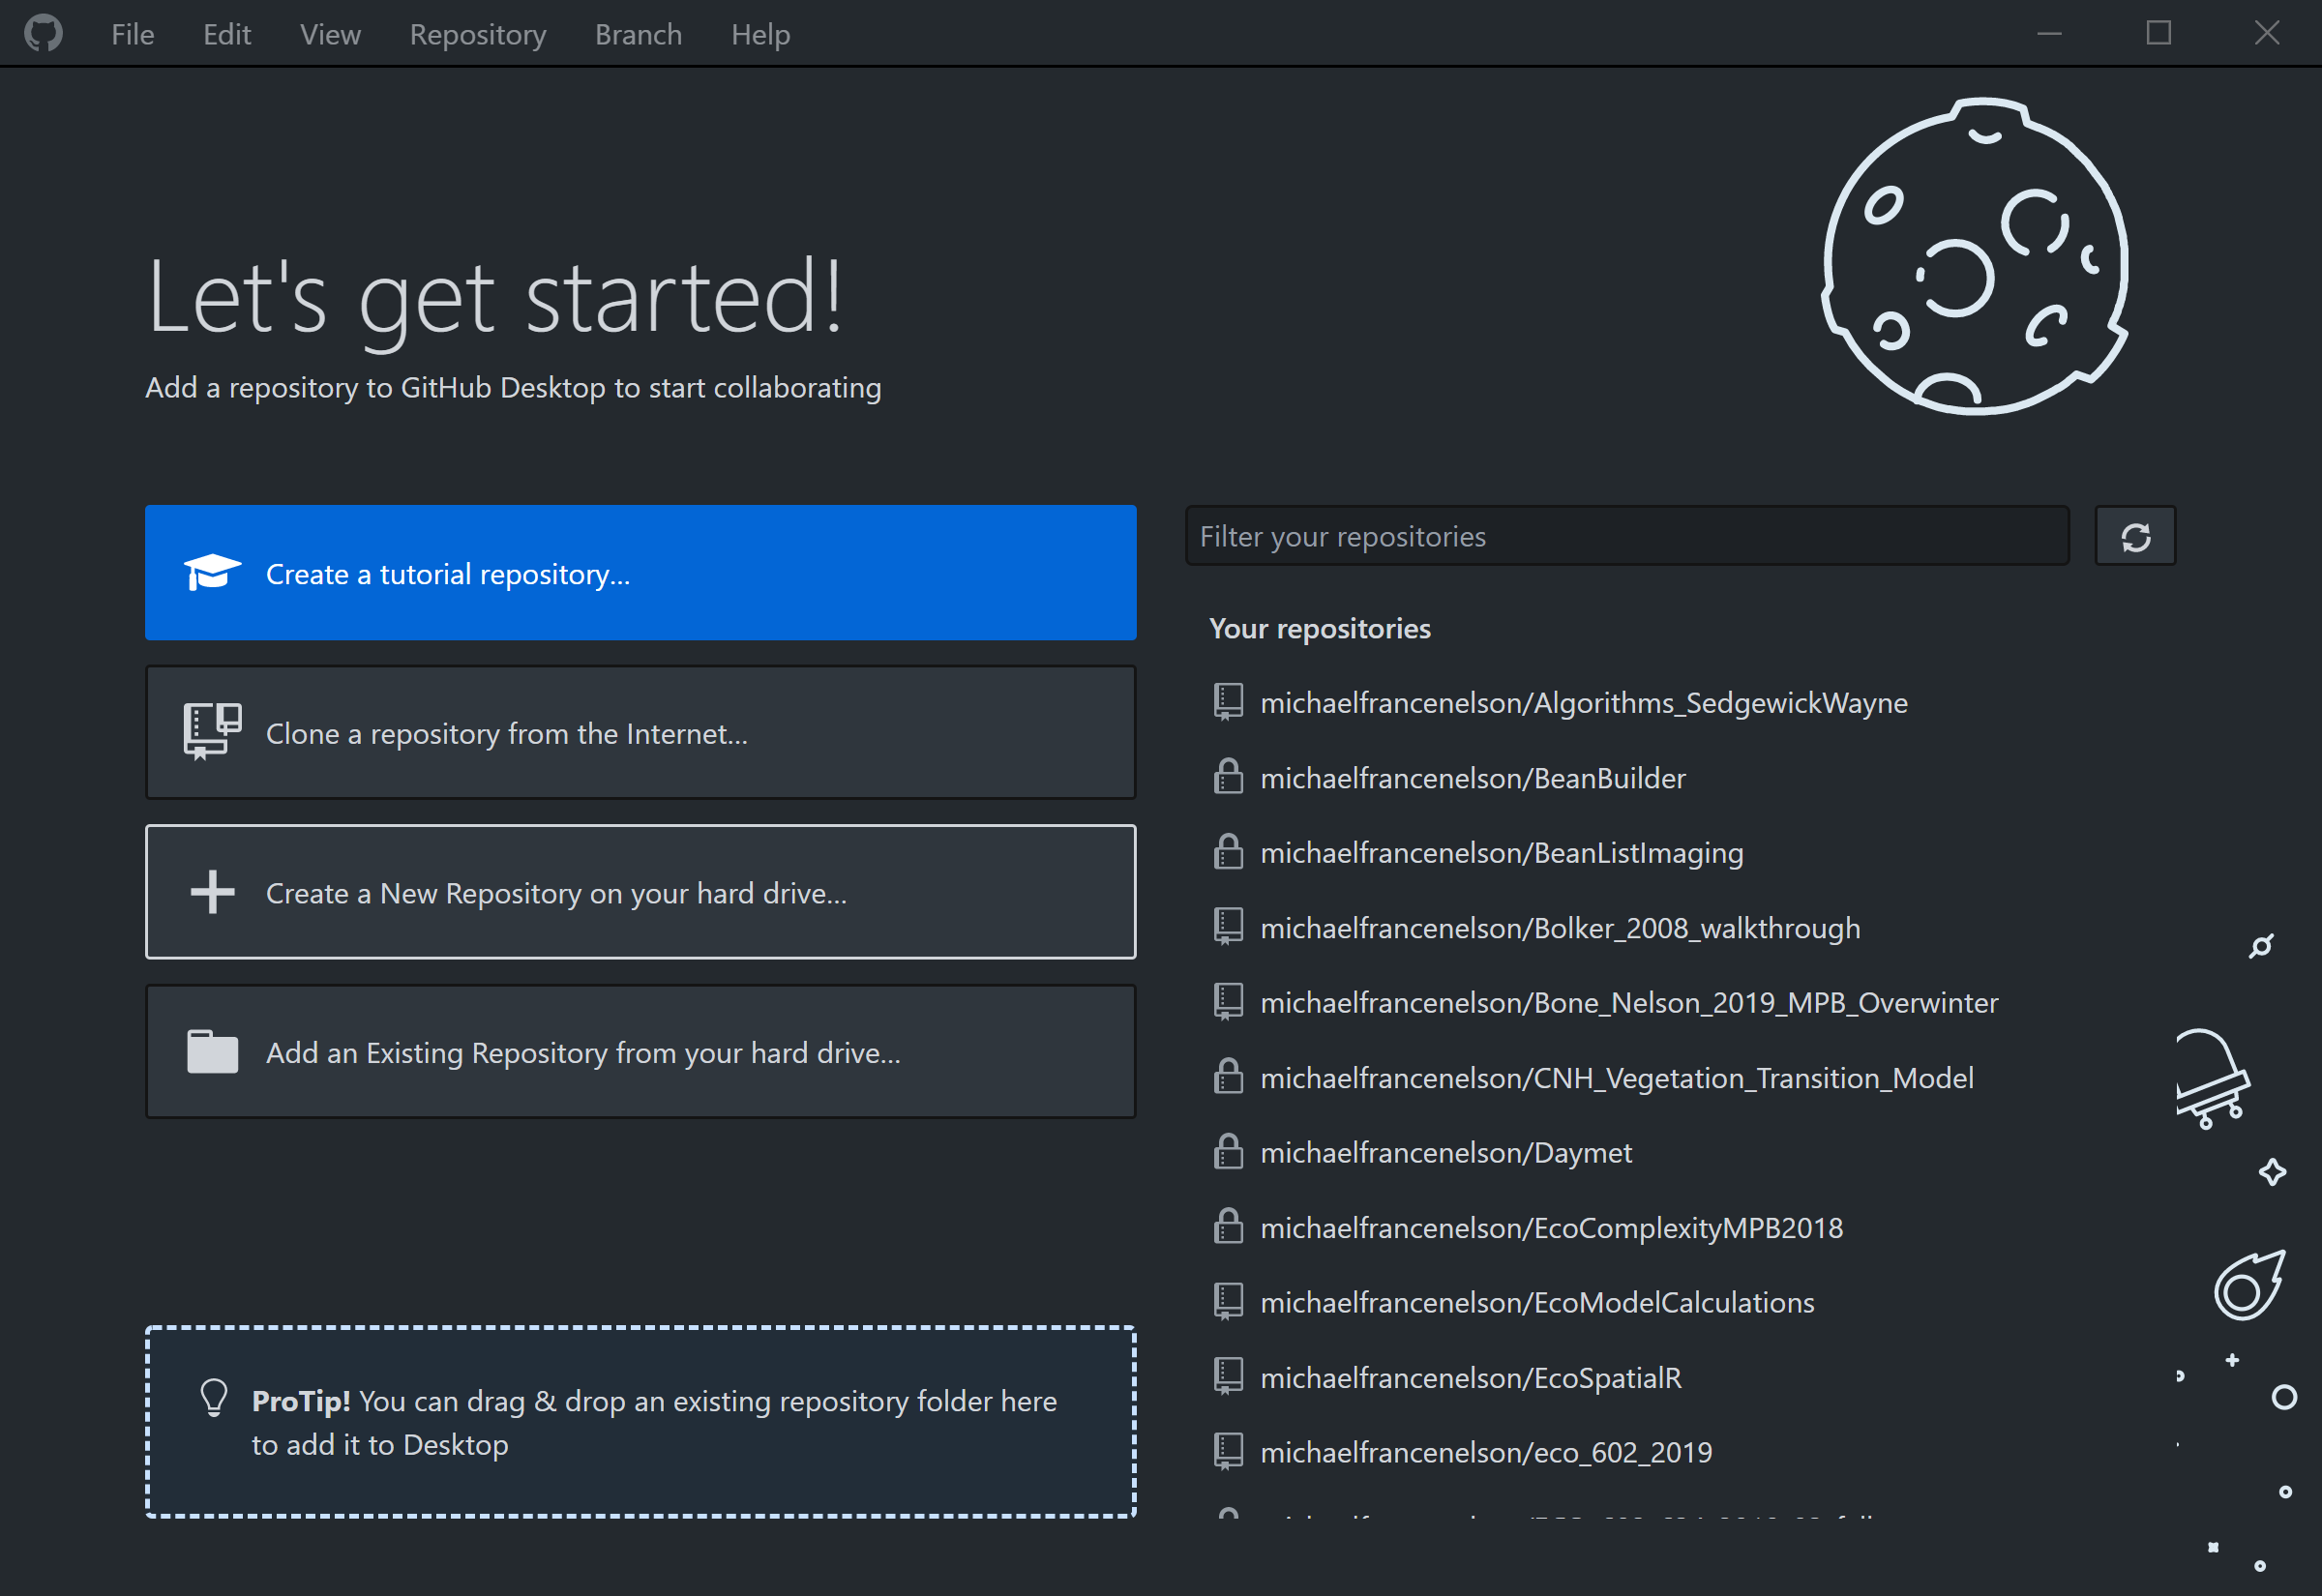 File Edit View Repository Branch Help
Let's get started!
Add a repository to GitHub Desktop to start collaborating
Create a tutorial repository...
Clone a repository from the Internet...
Create a New Repository on your hard drive...
Add an Existing Repository from your hard drive...
ProTip! You can drag & drop an existing repository folder here
to add it to Desktop
Filter your repositories
Your repositories
michaelfrancenelson/Algorithms_SedgewickWayne
michaelfrancenelson/BeanBuilder
michaelfrancenelson/BeanListImaging
michaelfrancenelson/Bolker_2008_walkthrough
michaelfrancenelson/Bone_Nelson_2019_MPB_Overwinter
michaelfrancenelson/CNH_Vegetation_Transition_Model
michaelfrancenelson/Daymet
michaelfrancenelson/EcoComplexityMPB2018
michaelfrancenelson/EcoModelCalculations
michaelfrancenelson/EcoSpatialR
michaelfrancenelson/eco_602_2019